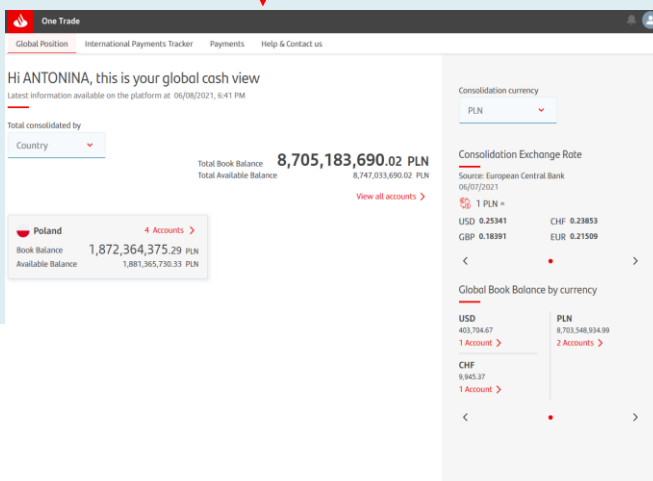 One Trade
Global Position International Payments Tracker Payments Help & Contact us
Hi ANTONINA, this is your global cash view
Latest information available on the platform at 06/08/2021, 6:41 PM
Total consolidated by
Country
Total Book Balance 8,705,183,690.02 PLN
Total Available Balance 8,747,033,690.02 PLN
View all accounts
Poland 4 Accounts
Book Balance 1,872,364,375.29 PLN
Available Balance 1,881,365,730.33 PLN
Consolidation currency
PLN
Consolidation Exchange Rate
Source: European Central Bank
06/07/2021
1 PLN =
USD 0.25341 CHF 0.23853
GBP 0.18391 EUR 0.21509
Global Book Balance by currency
USD PLN
403,704.67 8,703,548,934.99
1 Account 2 Accounts
CHF
9,945.37
1 Account